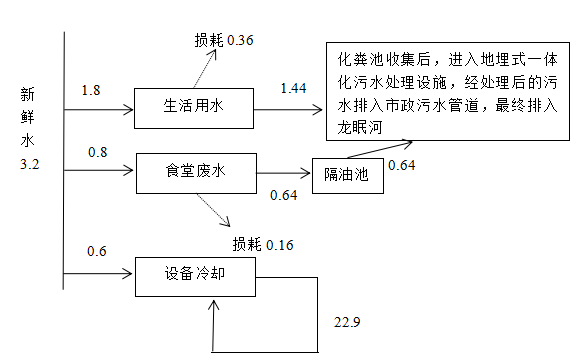 损耗 0.36
新
鲜
水
3.2
1.8
生活用水
1.44
化粪池收集后，进入地埋式一体
化污水处理设施，经处理后的污
水排入市政污水管道，最终排入
龙眠河
0.8
食堂废水
0.64
隔油池
0.64
损耗 0.16
0.6
设备冷却
22.9